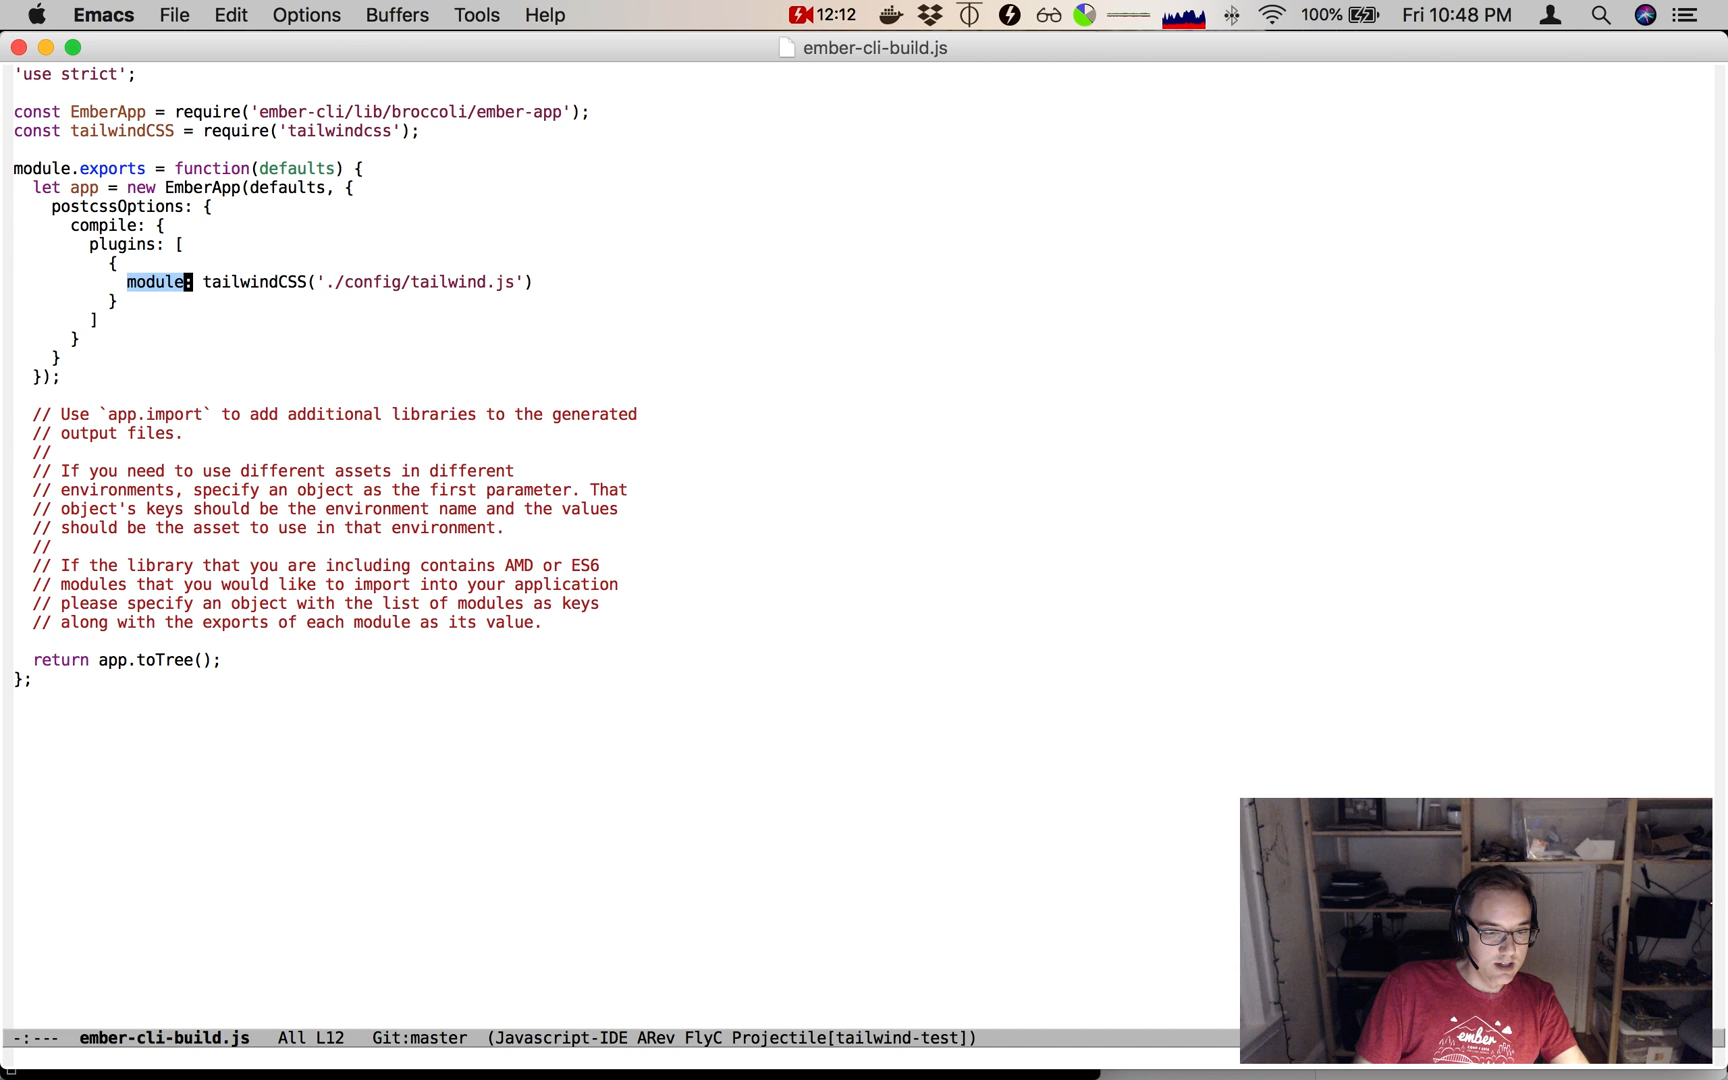 Emacs File Edit Options Buffers Tools Help 12:12 100% Fri 10:48 PM
ember-cli-build.js
'use strict';
const EmberApp = require('ember-cli/lib/broccoli/ember-app');
const tailwindCSS = require('tailwindcss');
module.exports = function(defaults) {
let app = new EmberApp(defaults, {
postcssOptions: {
compile: {
plugins: [
{
module: tailwindCSS('./config/tailwind.js')
}
]
}
}
});
// Use `app.import` to add additional libraries to the generated
// output files.
//
// If you need to use different assets in different
// environments, specify an object as the first parameter. That
// object's keys should be the environment name and the values
// should be the asset to use in that environment.
//
// If the library that you are including contains AMD or ES6
// modules that you would like to import into your application
// please specify an object with the list of modules as keys
// along with the exports of each module as its value.
return app.toTree();
};
ember
-:--- ember-cli-build.js All L12 Git:master (Javascript-IDE ARev FlyC Projectile[tailwind-test])